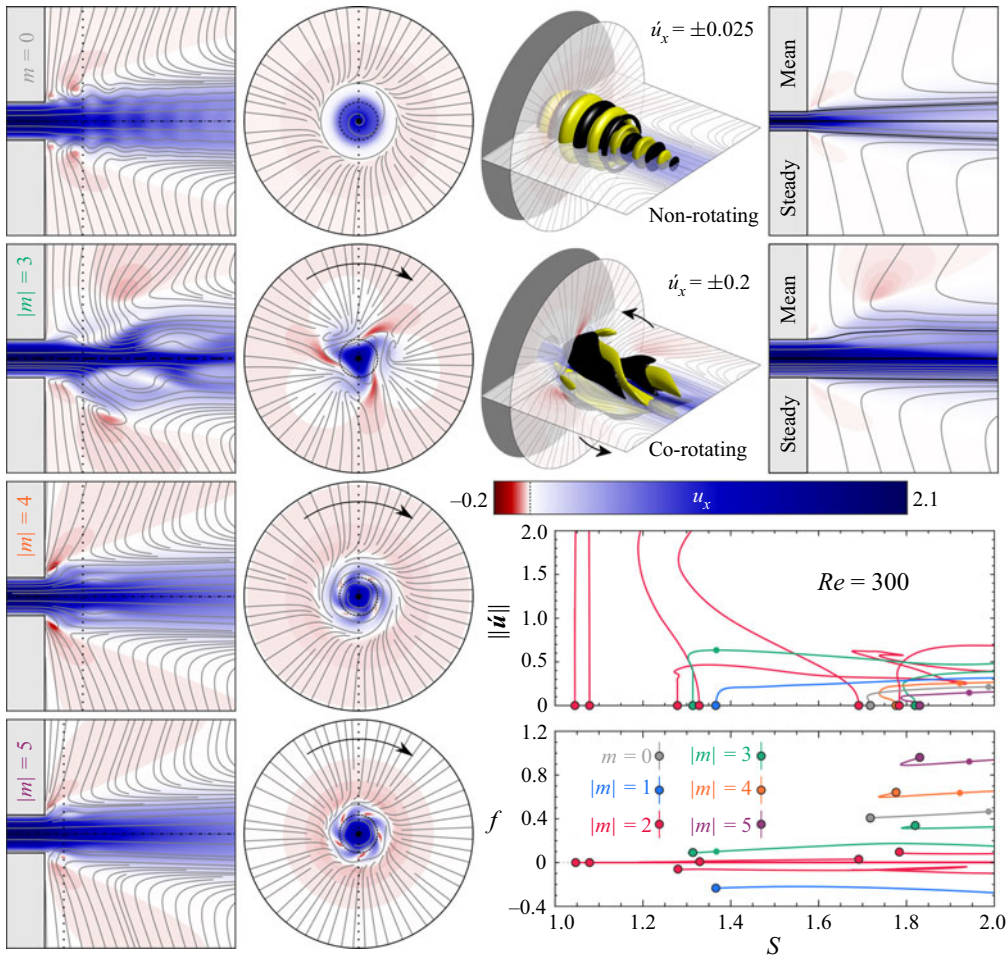 m = 0
úₓ = ±0.025
Non-rotating
Mean
Steady
|m| = 3
úₓ = ±0.2
Co-rotating
Mean
Steady
–0.2
uₓ
2.1
|m| = 4
2.0
1.5
1.0
0.5
0
||ú||
Re = 300
|m| = 5
1.2
0.8
0.4
0
–0.4
f
m = 0
|m| = 3
|m| = 1
|m| = 4
|m| = 2
|m| = 5
1.0
1.2
1.4
1.6
1.8
2.0
S